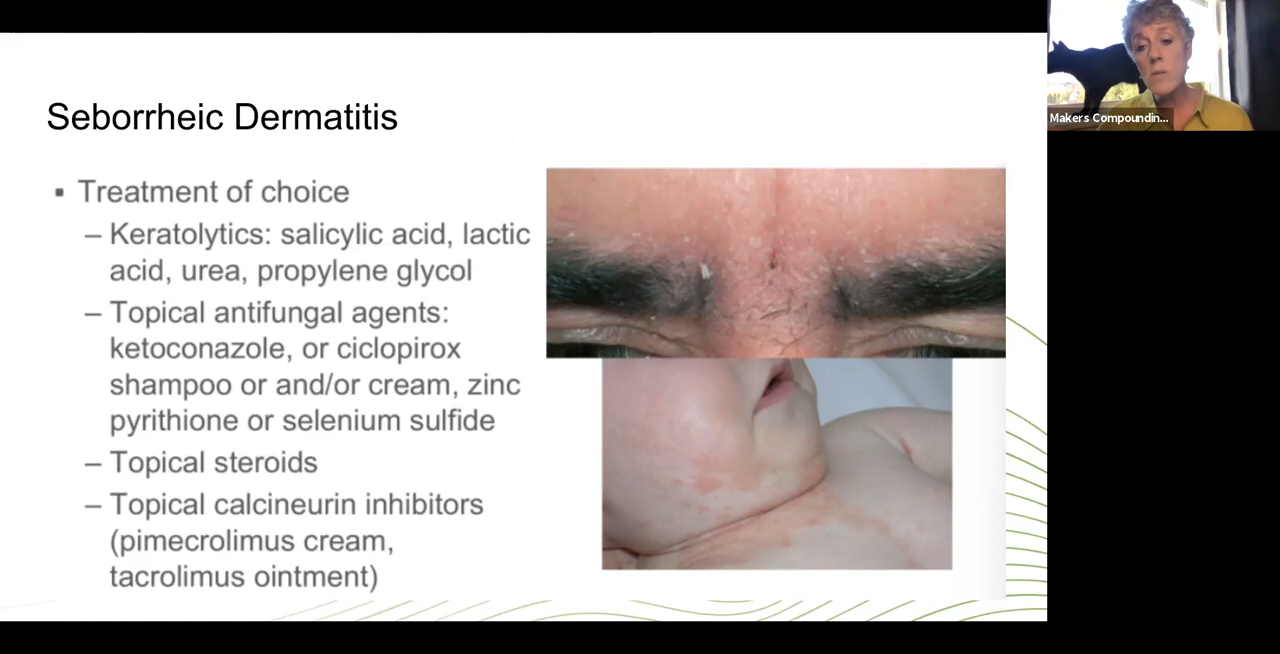 Seborrheic Dermatitis
▪ Treatment of choice
– Keratolytics: salicylic acid, lactic
acid, urea, propylene glycol
– Topical antifungal agents:
ketoconazole, or ciclopirox
shampoo or and/or cream, zinc
pyrithione or selenium sulfide
– Topical steroids
– Topical calcineurin inhibitors
(pimecrolimus cream,
tacrolimus ointment)
Makers Compoundin...